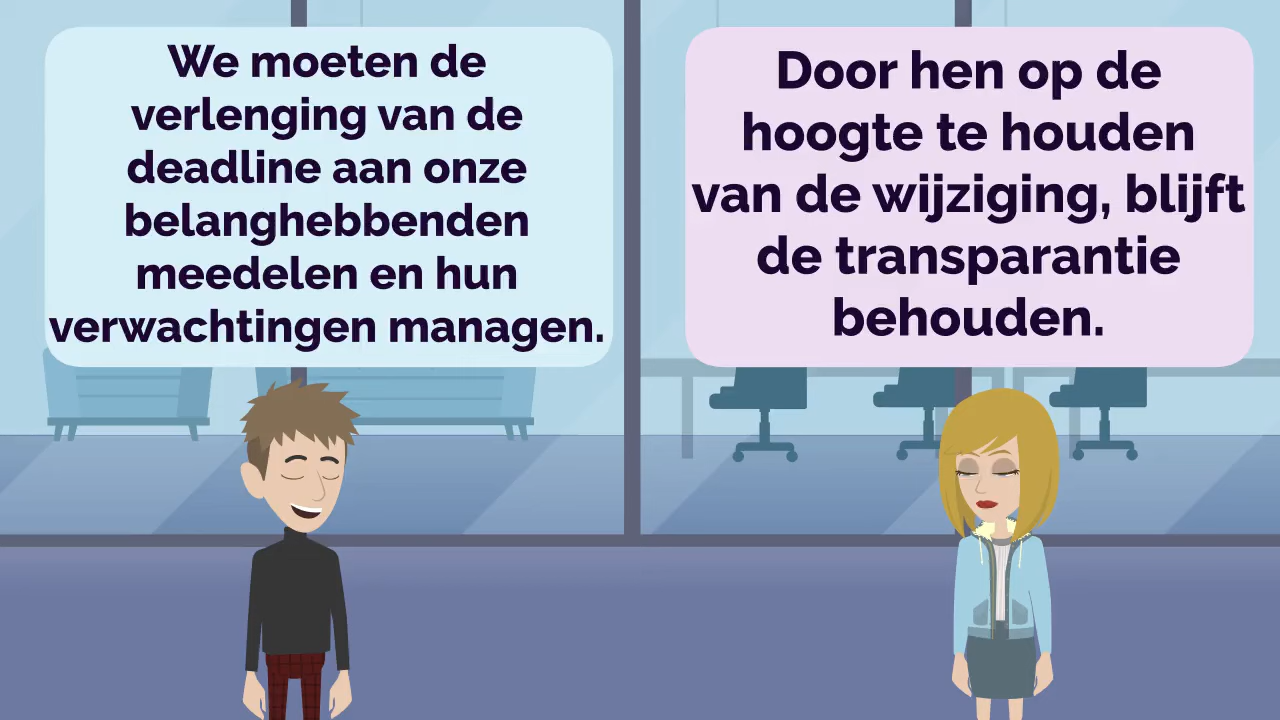 We moeten de
verlenging van de
deadline aan onze
belanghebbenden
meedelen en hun
verwachtingen managen.
Door hen op de
hoogte te houden
van de wijziging, blijft
de transparantie
behouden.